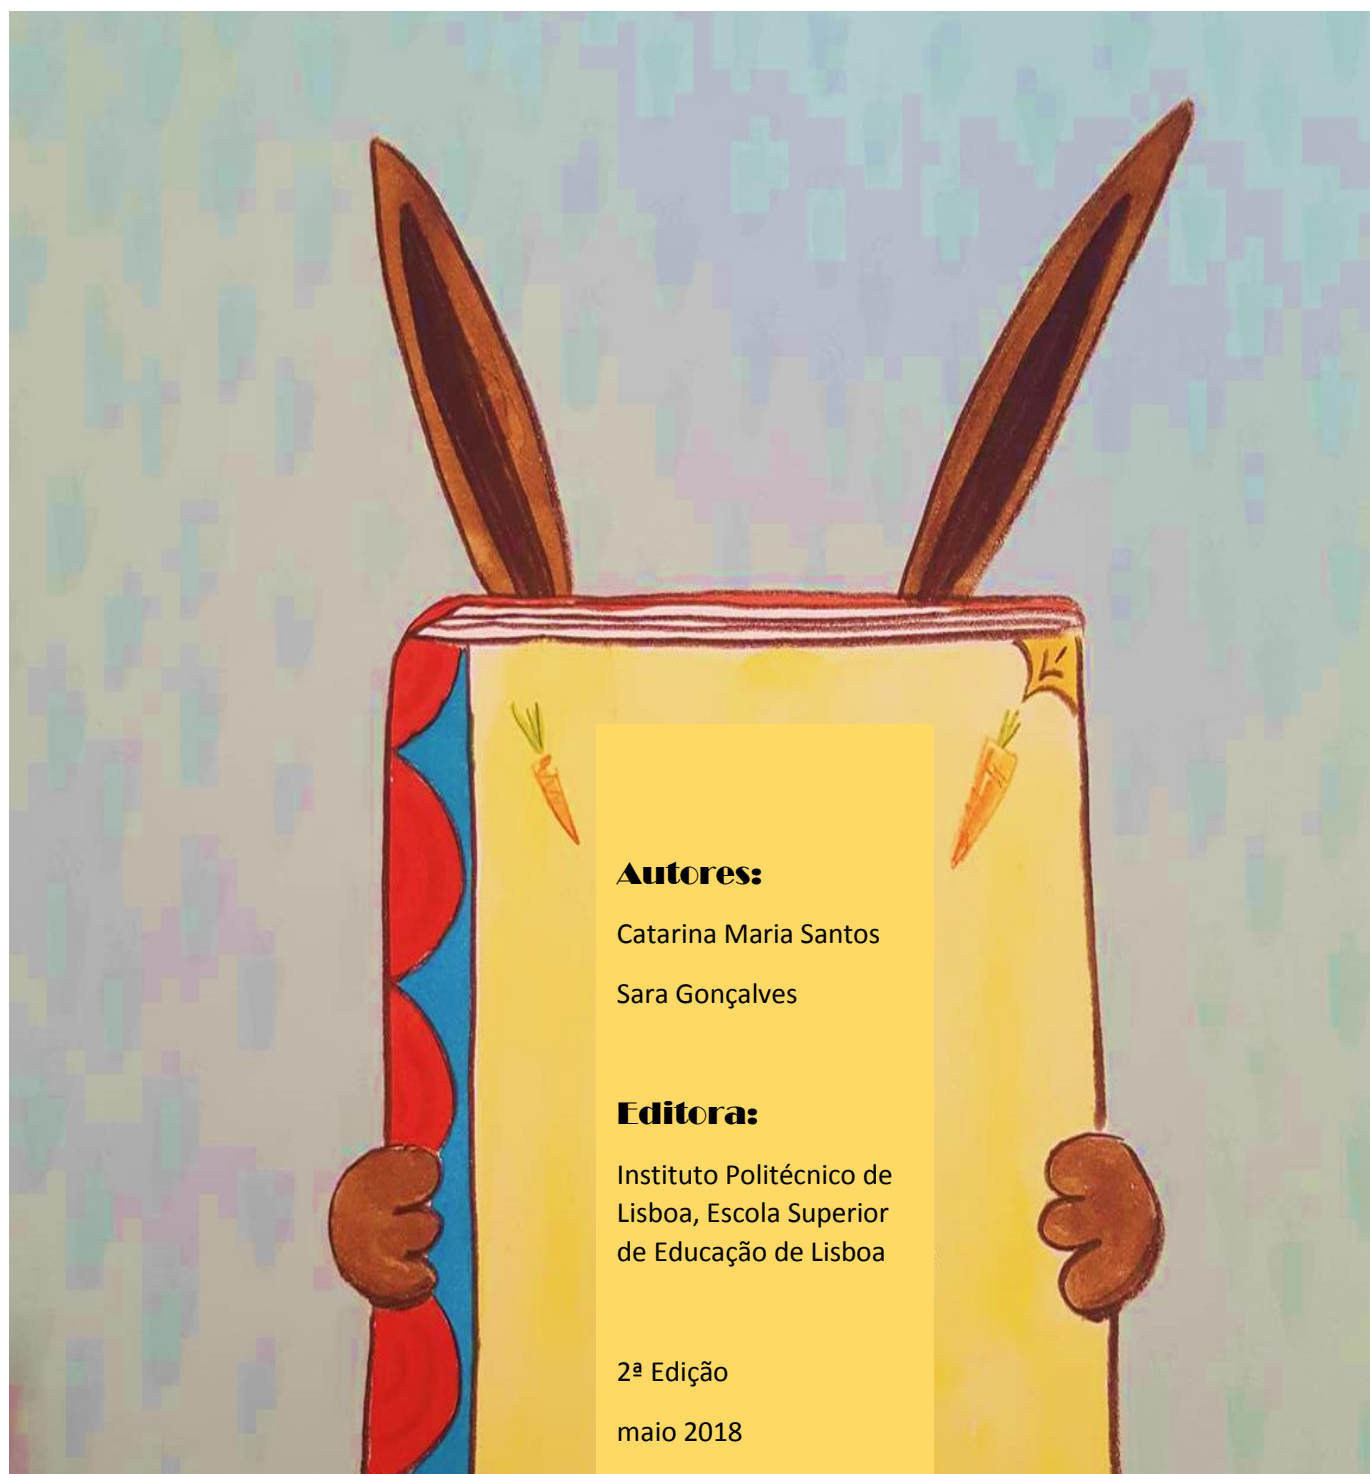 Autores:
Catarina Maria Santos
Sara Gonçalves
Editora:
Instituto Politécnico de
Lisboa, Escola Superior
de Educação de Lisboa
2ª Edição
maio 2018